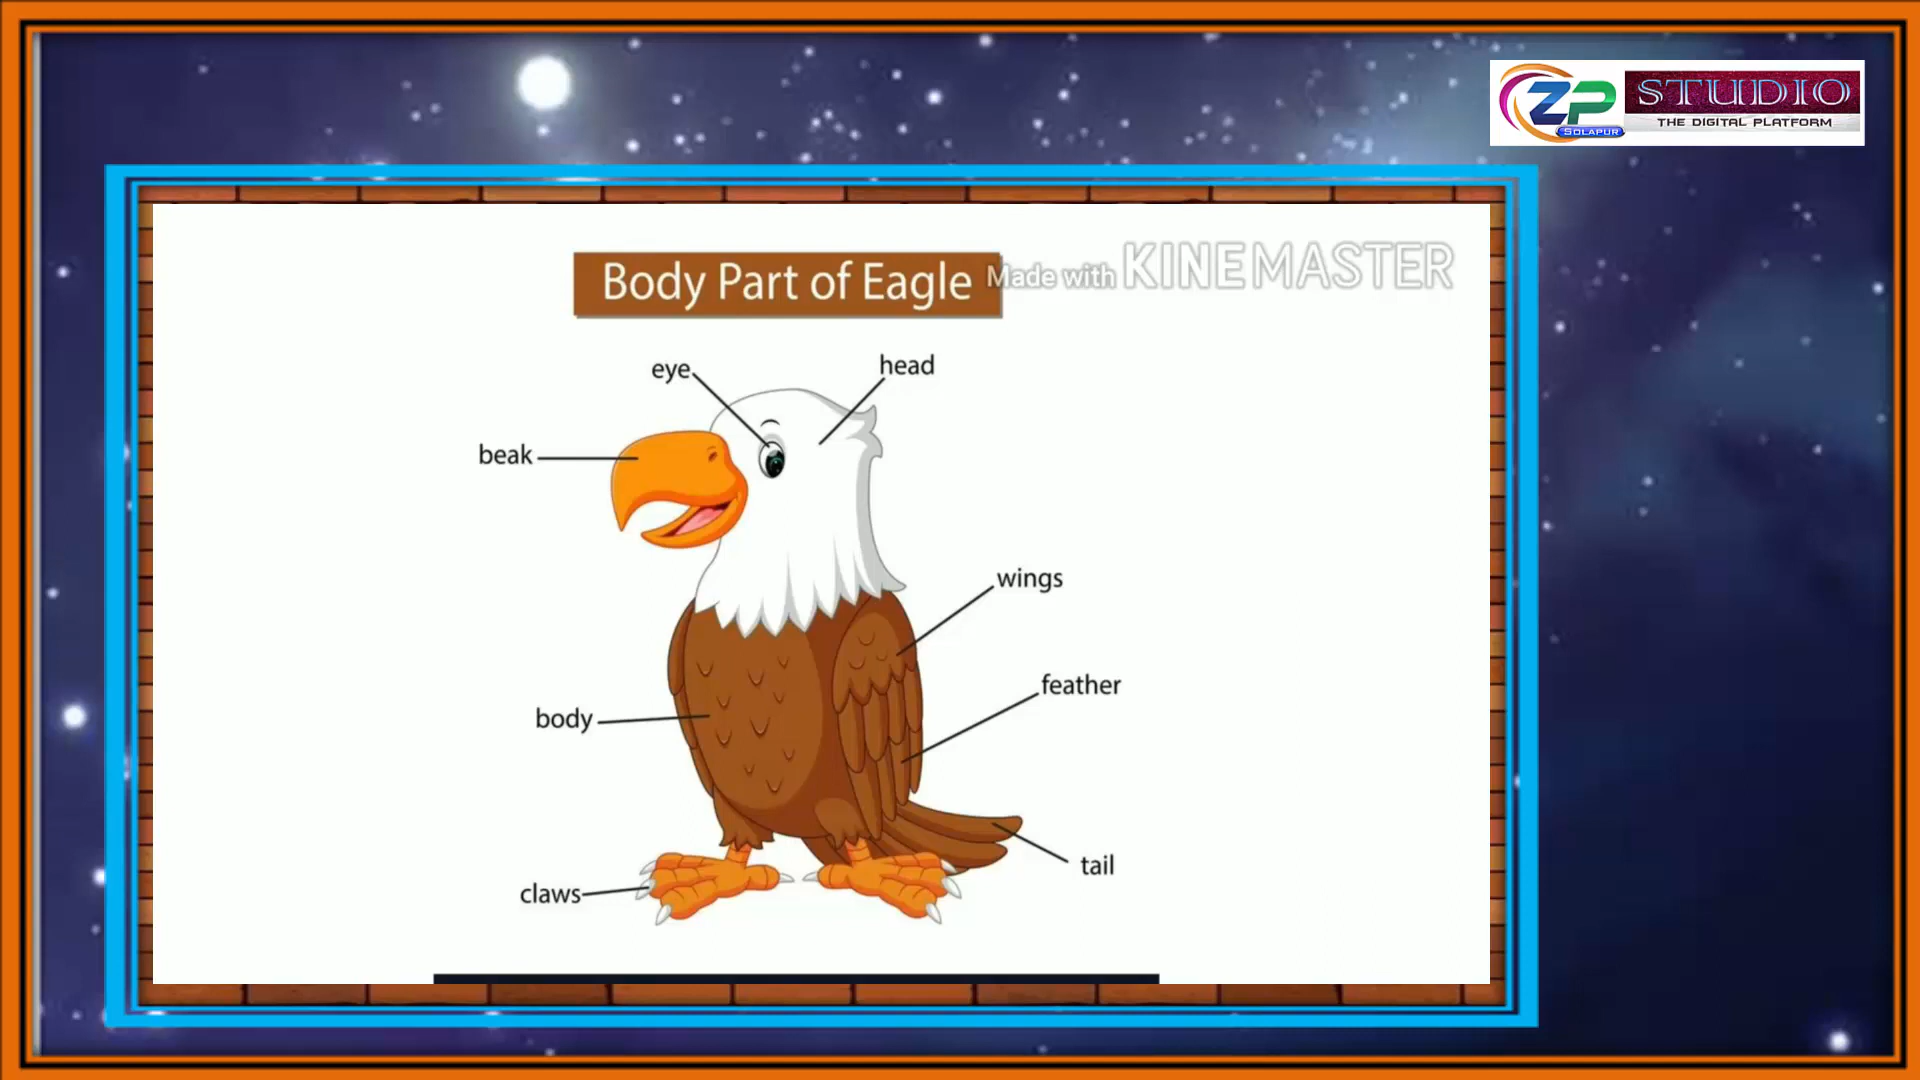 ZP STUDIO
SOLAPUR THE DIGITAL PLATFORM
Body Part of Eagle
Made with KINEMASTER
eye
head
beak
wings
feather
body
tail
claws